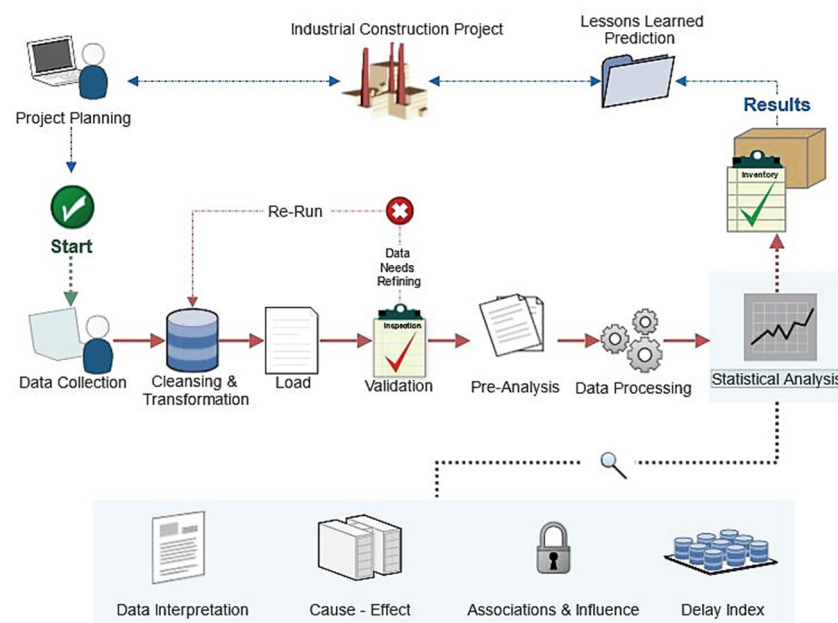 Industrial Construction Project
Lessons Learned
Prediction
Project Planning
Results
Inventory
Start
Re-Run
Data
Needs
Refining
Inspection
Data Collection
Cleansing &
Transformation
Load
Validation
Pre-Analysis
Data Processing
Statistical Analysis
Data Interpretation
Cause - Effect
Associations & Influence
Delay Index